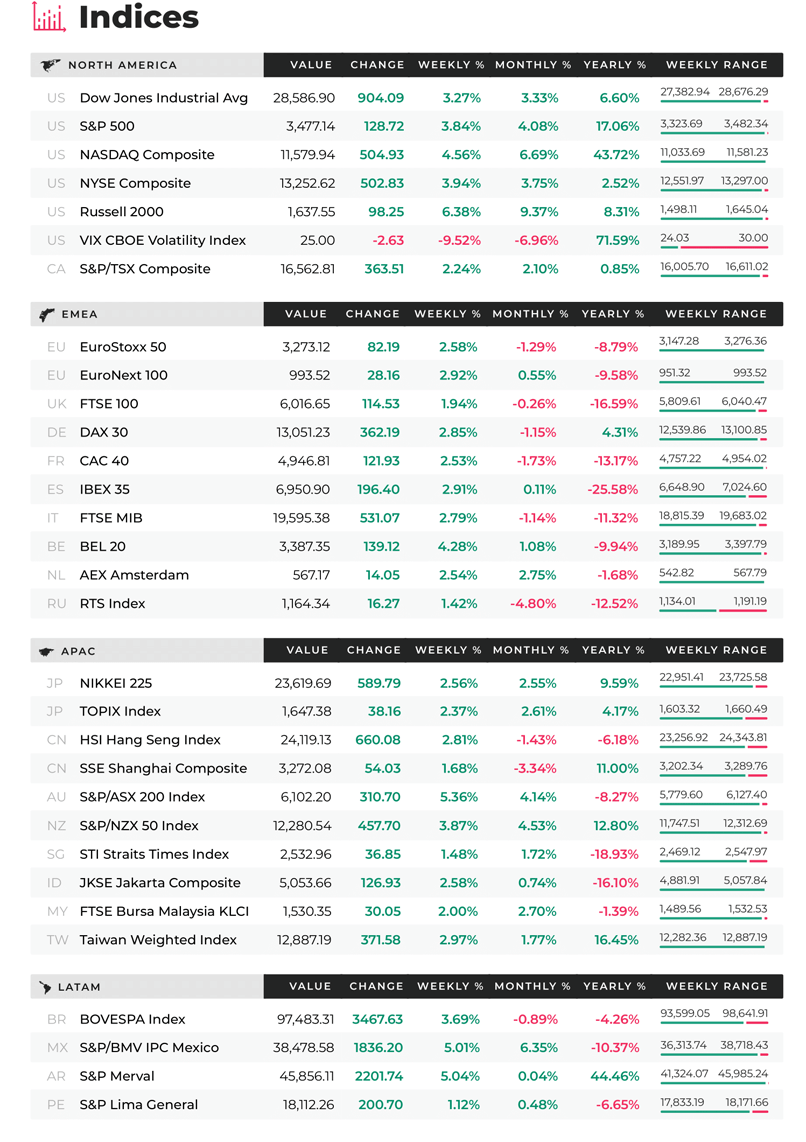 Indices
NORTH AMERICA VALUE CHANGE WEEKLY % MONTHLY % YEARLY % WEEKLY RANGE
US Dow Jones Industrial Avg 28,586.90 904.09 3.27% 3.33% 6.60% 27,382.94 28,676.29
US S&P 500 3,477.14 128.72 3.84% 4.08% 17.06% 3,323.69 3,482.34
US NASDAQ Composite 11,579.94 504.93 4.56% 6.69% 43.72% 11,033.69 11,581.23
US NYSE Composite 13,252.62 502.83 3.94% 3.75% 2.52% 12,551.97 13,297.00
US Russell 2000 1,637.55 98.25 6.38% 9.37% 8.31% 1,498.11 1,645.04
US VIX CBOE Volatility Index 25.00 -2.63 -9.52% -6.96% 71.59% 24.03 30.00
CA S&P/TSX Composite 16,562.81 363.51 2.24% 2.10% 0.85% 16,005.70 16,611.02
EMEA VALUE CHANGE WEEKLY % MONTHLY % YEARLY % WEEKLY RANGE
EU EuroStoxx 50 3,273.12 82.19 2.58% -1.29% -8.79% 3,147.28 3,276.36
EU EuroNext 100 993.52 28.16 2.92% 0.55% -9.58% 951.32 993.52
UK FTSE 100 6,016.65 114.53 1.94% -0.26% -16.59% 5,809.61 6,040.47
DE DAX 30 13,051.23 362.19 2.85% -1.15% 4.31% 12,539.86 13,100.85
FR CAC 40 4,946.81 121.93 2.53% -1.73% -13.17% 4,757.22 4,954.02
ES IBEX 35 6,950.90 196.40 2.91% 0.11% -25.58% 6,648.90 7,024.60
IT FTSE MIB 19,595.38 531.07 2.79% -1.14% -11.32% 18,815.39 19,683.02
BE BEL 20 3,387.35 139.12 4.28% 1.08% -9.94% 3,189.95 3,397.79
NL AEX Amsterdam 567.17 14.05 2.54% 2.75% -1.68% 542.82 567.79
RU RTS Index 1,164.34 16.27 1.42% -4.80% -12.52% 1,134.01 1,191.19
APAC VALUE CHANGE WEEKLY % MONTHLY % YEARLY % WEEKLY RANGE
JP NIKKEI 225 23,619.69 589.79 2.56% 2.55% 9.59% 22,951.41 23,725.58
JP TOPIX Index 1,647.38 38.16 2.37% 2.61% 4.17% 1,603.32 1,660.49
CN HSI Hang Seng Index 24,119.13 660.08 2.81% -1.43% -6.18% 23,256.92 24,343.81
CN SSE Shanghai Composite 3,272.08 54.03 1.68% -3.34% 11.00% 3,202.34 3,289.76
AU S&P/ASX 200 Index 6,102.20 310.70 5.36% 4.14% -8.27% 5,779.60 6,127.40
NZ S&P/NZX 50 Index 12,280.54 457.70 3.87% 4.53% 12.80% 11,747.51 12,312.69
SG STI Straits Times Index 2,532.96 36.85 1.48% 1.72% -18.93% 2,469.12 2,547.97
ID JKSE Jakarta Composite 5,053.66 126.93 2.58% 0.74% -16.10% 4,881.91 5,057.84
MY FTSE Bursa Malaysia KLCI 1,530.35 30.05 2.00% 2.70% -1.39% 1,489.56 1,532.53
TW Taiwan Weighted Index 12,887.19 371.58 2.97% 1.77% 16.45% 12,282.36 12,887.19
LATAM VALUE CHANGE WEEKLY % MONTHLY % YEARLY % WEEKLY RANGE
BR BOVESPA Index 97,483.31 3467.63 3.69% -0.89% -4.26% 93,599.05 98,641.91
MX S&P/BMV IPC Mexico 38,478.58 1836.20 5.01% 6.35% -10.37% 36,313.74 38,718.43
AR S&P Merval 45,856.11 2201.74 5.04% 0.04% 44.46% 41,324.07 45,985.24
PE S&P Lima General 18,112.26 200.70 1.12% 0.48% -6.65% 17,833.19 18,171.66